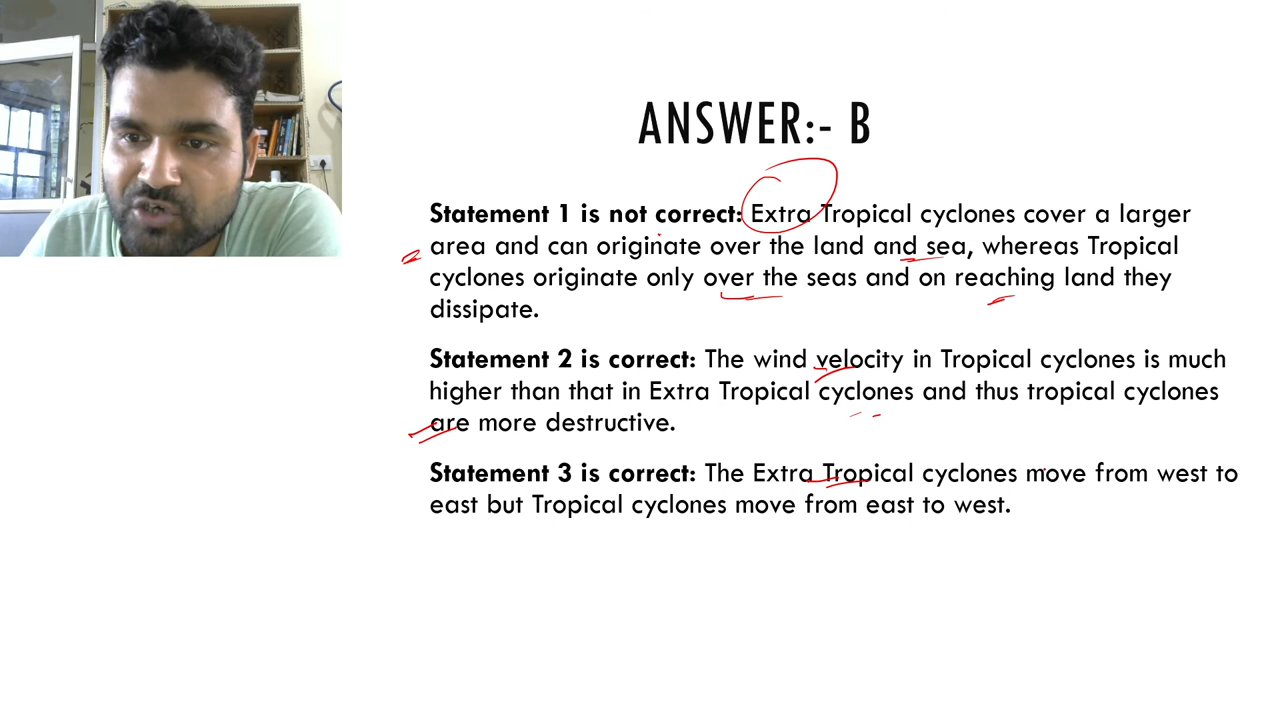 ANSWER:- B
Statement 1 is not correct: Extra Tropical cyclones cover a larger
area and can originate over the land and sea, whereas Tropical
cyclones originate only over the seas and on reaching land they
dissipate.
Statement 2 is correct: The wind velocity in Tropical cyclones is much
higher than that in Extra Tropical cyclones and thus tropical cyclones
are more destructive.
Statement 3 is correct: The Extra Tropical cyclones move from west to
east but Tropical cyclones move from east to west.